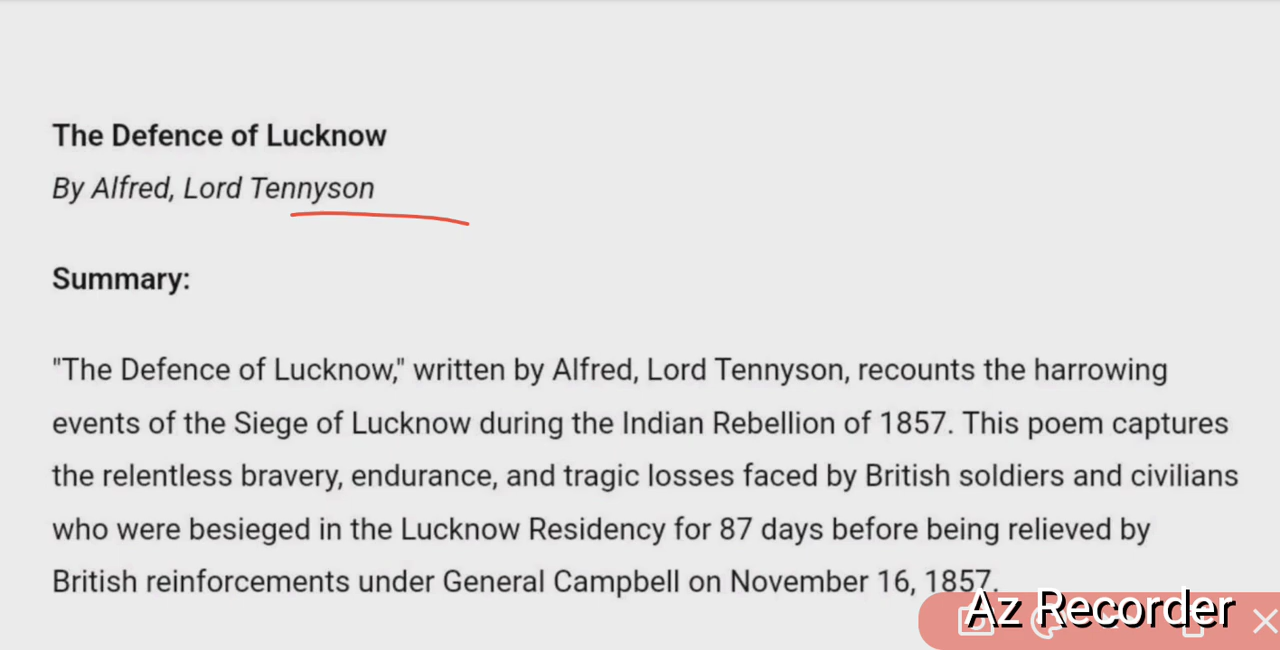 The Defence of Lucknow
By Alfred, Lord Tennyson
Summary:
"The Defence of Lucknow," written by Alfred, Lord Tennyson, recounts the harrowing
events of the Siege of Lucknow during the Indian Rebellion of 1857. This poem captures
the relentless bravery, endurance, and tragic losses faced by British soldiers and civilians
who were besieged in the Lucknow Residency for 87 days before being relieved by
British reinforcements under General Campbell on November 16, 1857.
Az Recorder